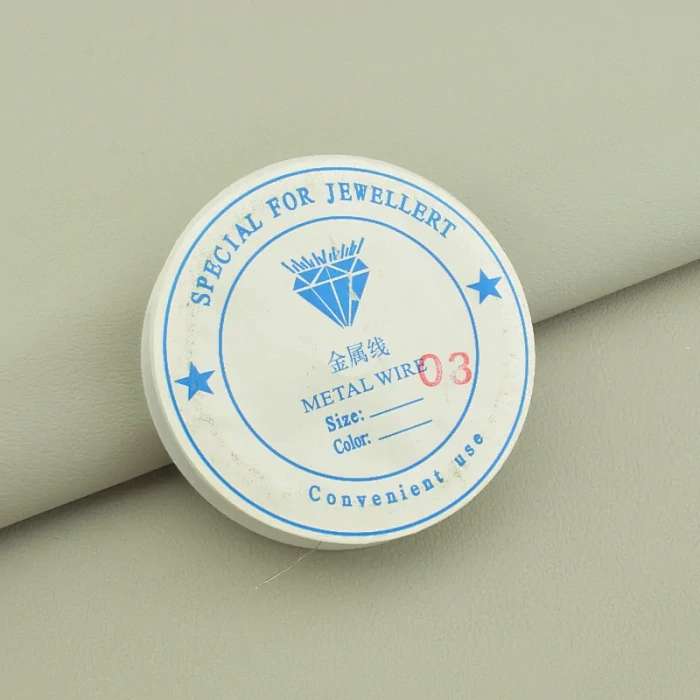 SPECIAL FOR JEWELLERT
金属线
METAL WIRE
03
Size:
Color:
Convenient use